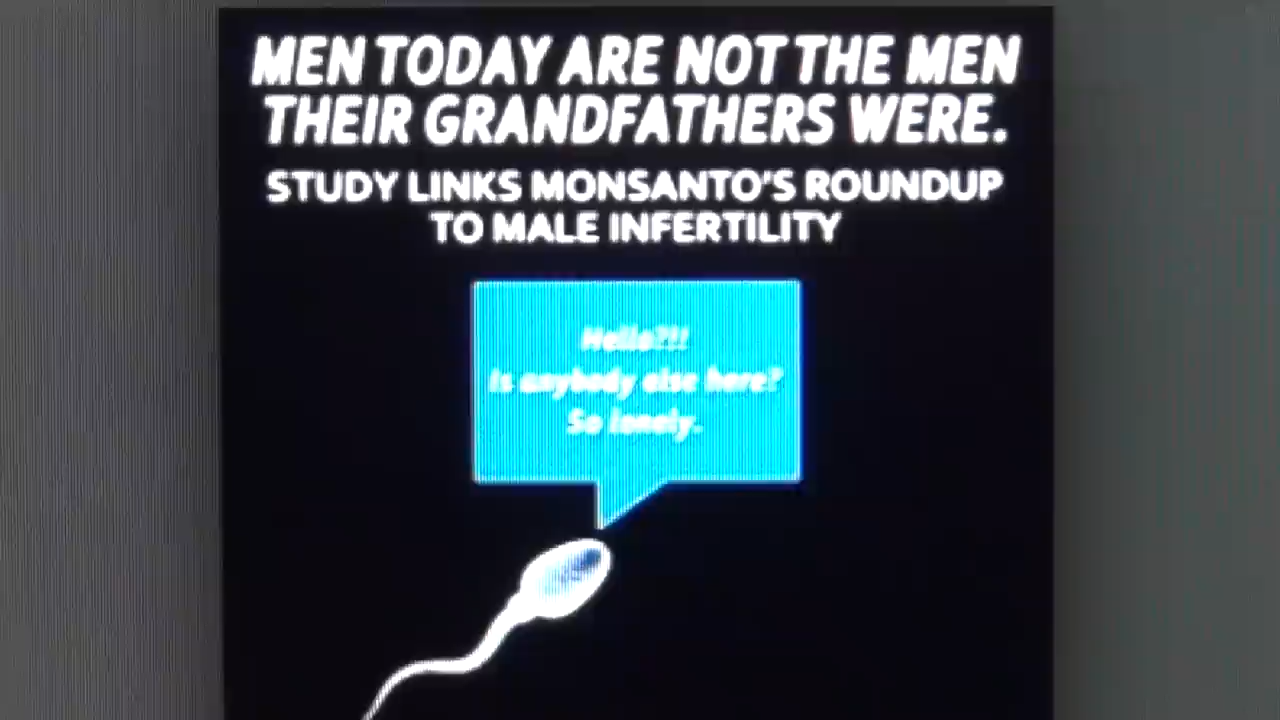 MEN TODAY ARE NOT THE MEN
THEIR GRANDFATHERS WERE.
STUDY LINKS MONSANTO'S ROUNDUP
TO MALE INFERTILITY
Hello?!!
Is anybody else here?
So lonely.